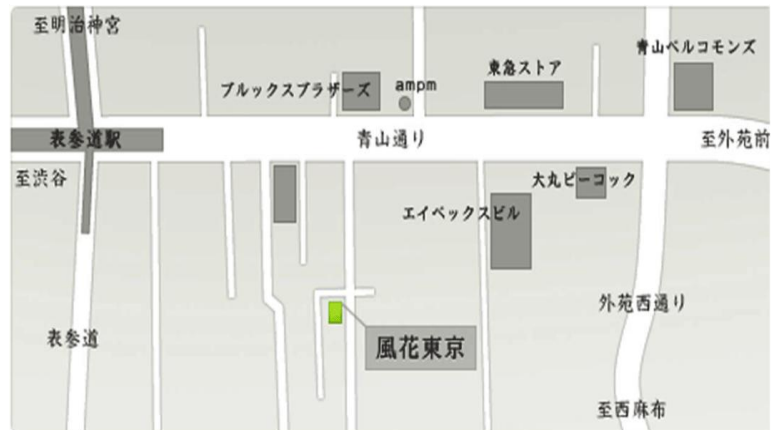 至明治神宮
青山ベルコモンズ
東急ストア
ブルックスブラザーズ
ampm
表参道駅
青山通り
至外苑前
至渋谷
大丸ピーコック
エイベックスビル
外苑西通り
表参道
風花東京
至西麻布